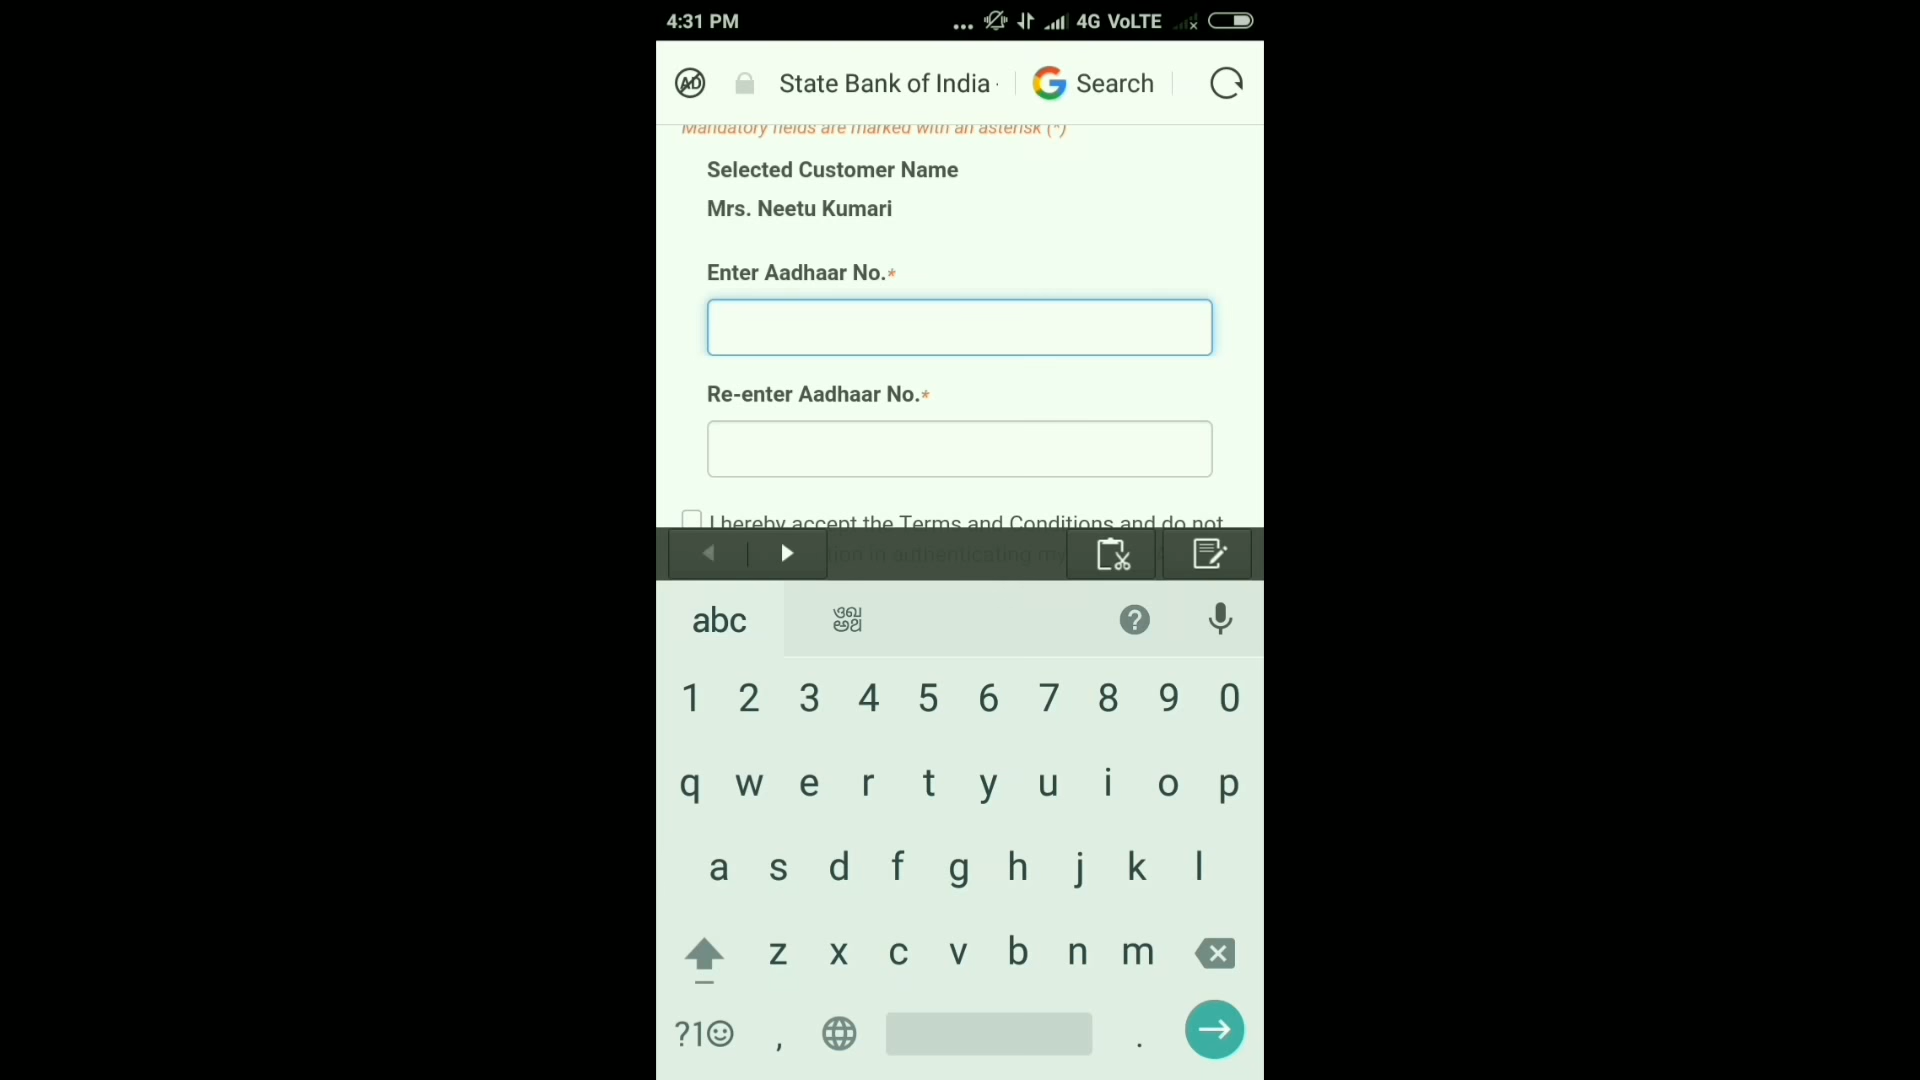 4:31 PM
... 4G VoLTE
AD
State Bank of India
G Search
Mandatory fields are marked with an asterisk (*)
Selected Customer Name
Mrs. Neetu Kumari
Enter Aadhaar No.*
Re-enter Aadhaar No.*
I hereby accept the Terms and Conditions and do not
tion in authenticating my
abc
?
1 2 3 4 5 6 7 8 9 0
q w e r t y u i o p
a s d f g h j k l
z x c v b n m
?1☺ , .